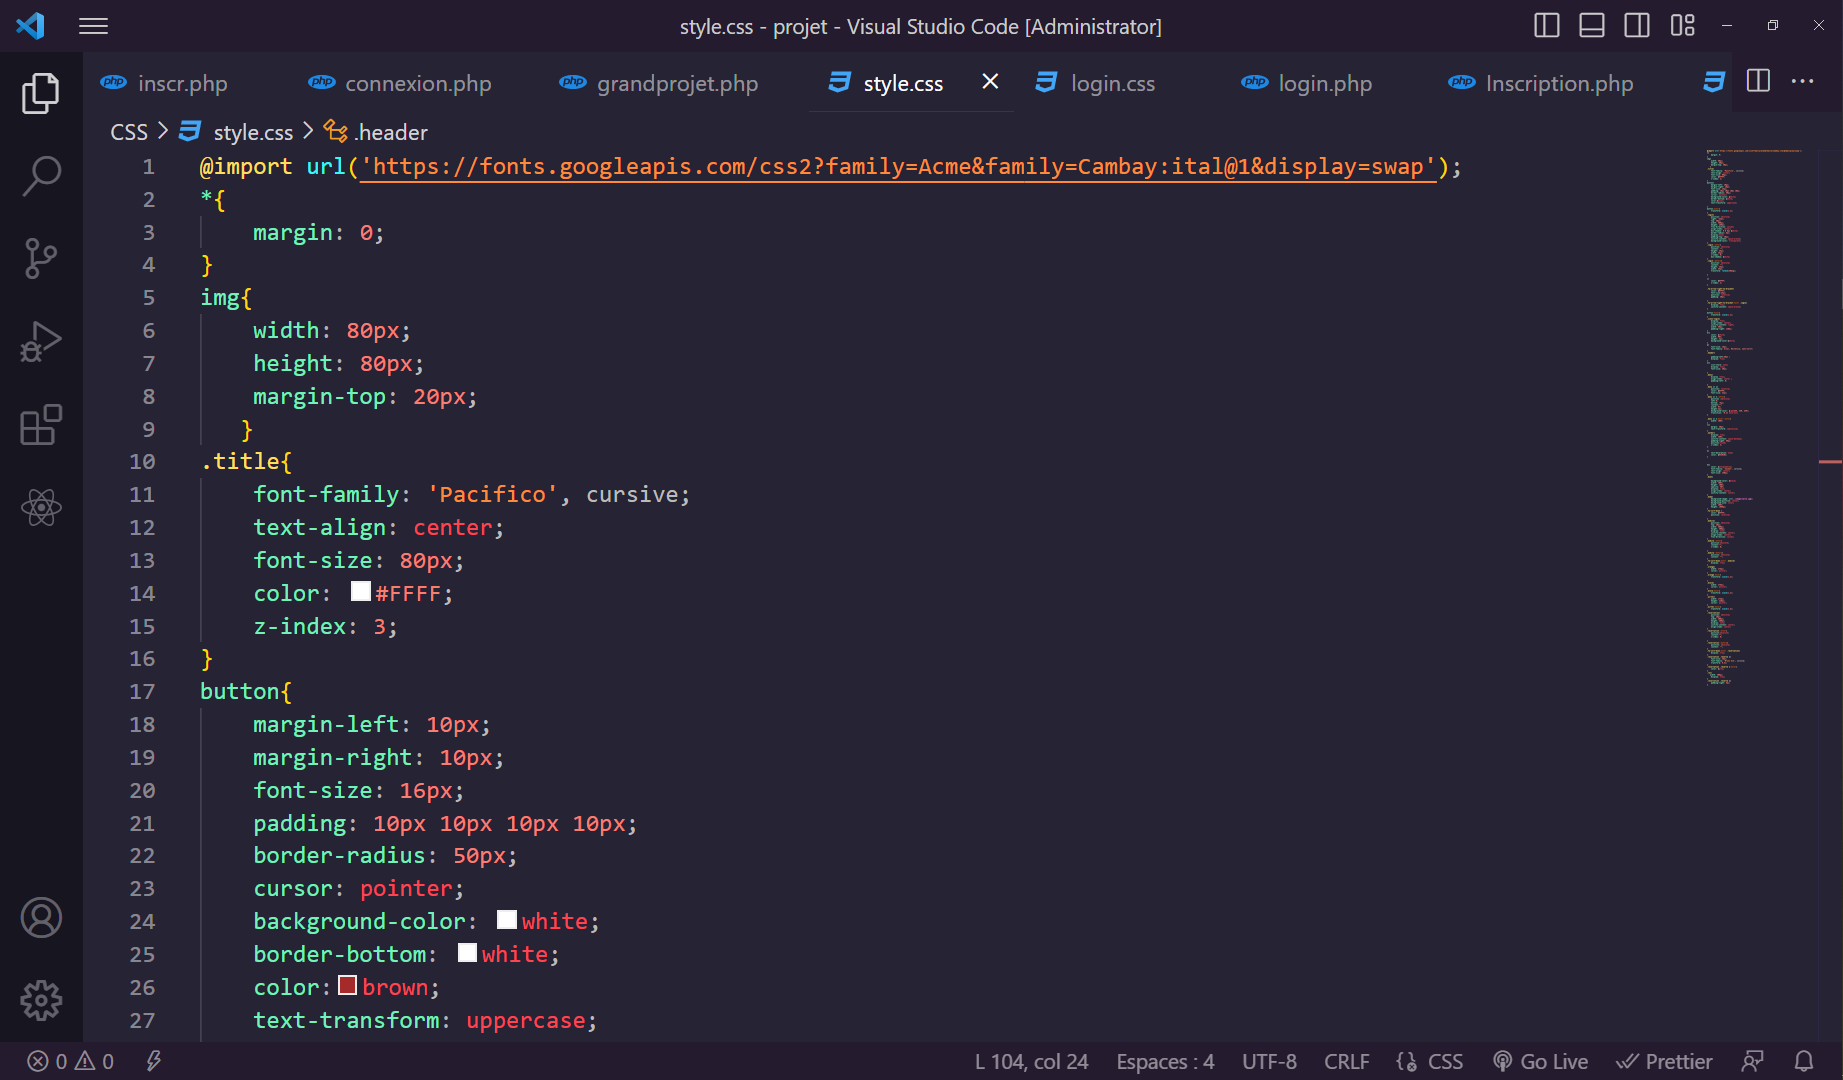 style.css - projet - Visual Studio Code [Administrator]
inscr.php connexion.php grandprojet.php style.css login.css login.php Inscription.php
CSS > style.css > .header
1 @import url('https://fonts.googleapis.com/css2?family=Acme&family=Cambay:ital@1&display=swap');
2 *{
3     margin: 0;
4 }
5 img{
6     width: 80px;
7     height: 80px;
8     margin-top: 20px;
9    }
10 .title{
11     font-family: 'Pacifico', cursive;
12     text-align: center;
13     font-size: 80px;
14     color: #FFFF;
15     z-index: 3;
16 }
17 button{
18     margin-left: 10px;
19     margin-right: 10px;
20     font-size: 16px;
21     padding: 10px 10px 10px 10px;
22     border-radius: 50px;
23     cursor: pointer;
24     background-color: white;
25     border-bottom: white;
26     color: brown;
27     text-transform: uppercase;
0 0 L 104, col 24 Espaces : 4 UTF-8 CRLF CSS Go Live Prettier